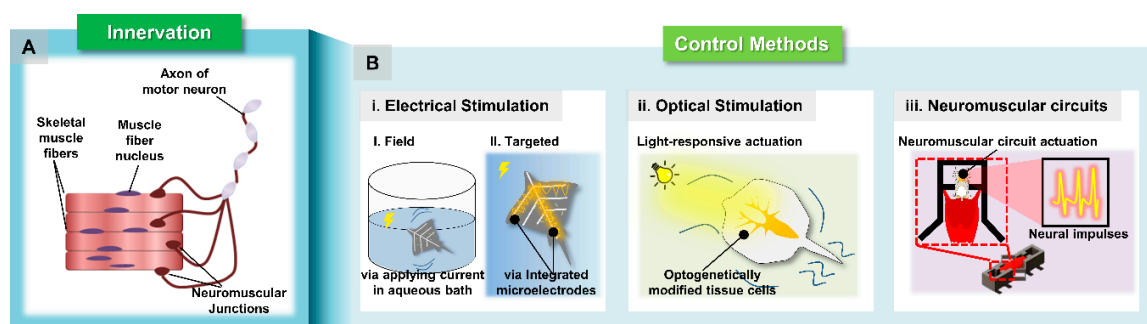 A
Innervation
Axon of
motor neuron
Skeletal
muscle
fibers
Muscle
fiber
nucleus
Neuromuscular
Junctions
B
Control Methods
i. Electrical Stimulation
I. Field
II. Targeted
via applying current
in aqueous bath
via Integrated
microelectrodes
ii. Optical Stimulation
Light-responsive actuation
Optogenetically
modified tissue cells
iii. Neuromuscular circuits
Neuromuscular circuit actuation
Neural impulses